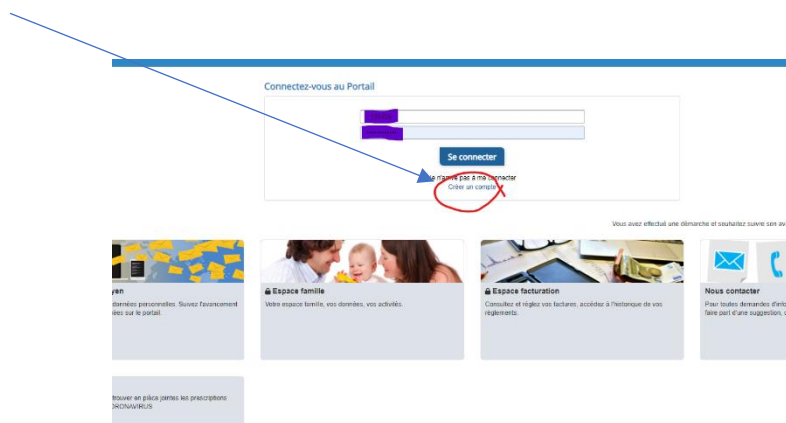 Connectez-vous au Portail
Se connecter
n'arrive pas à me connecter
Créer un compte
Vous avez effectué une démarche et souhaitez suivre son av
yen
données personnelles. Suivez l'avancement
ées sur le portail.
Espace famille
Votre espace famille, vos données, vos activités.
Espace facturation
Consultez et réglez vos factures, accédez à l'historique de vos
règlements.
Nous contacter
Pour toutes demandes d'info
faire part d'une suggestion,
trouver en pièce jointes les prescriptions
ORONAVIRUS